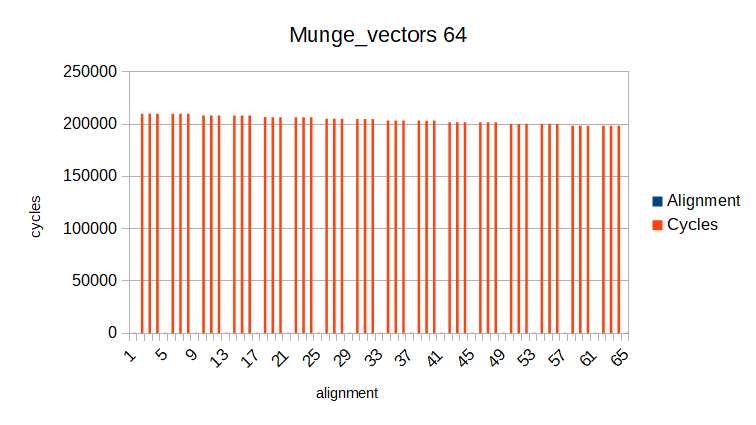 Munge_vectors 64
250000
200000
150000
100000
50000
0
cycles
1 5 9 13 17 21 25 29 33 37 41 45 49 53 57 61 65
alignment
Alignment
Cycles